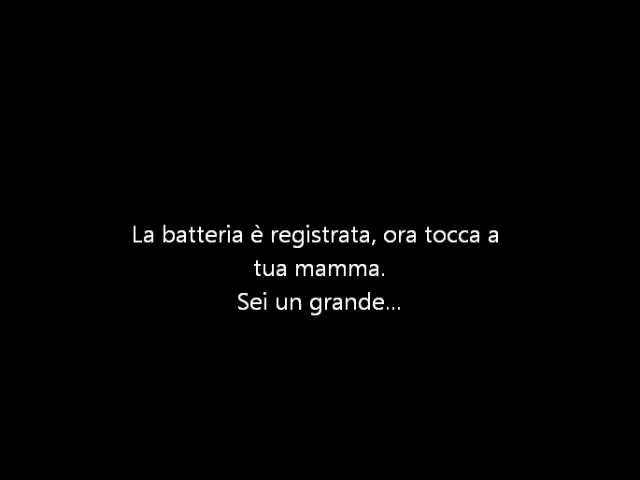 La batteria è registrata, ora tocca a
tua mamma.
Sei un grande...